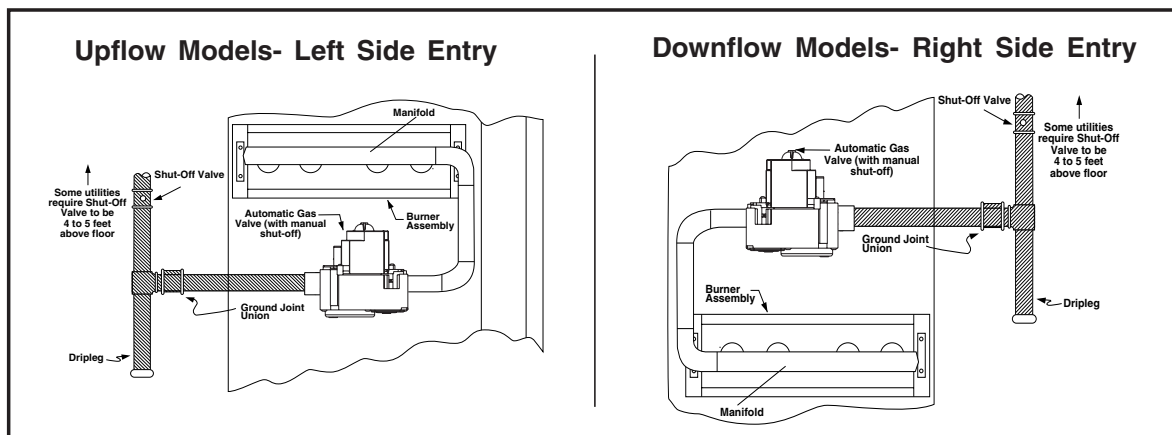 Upflow Models- Left Side Entry
Manifold
Shut-Off Valve
Some utilities
require Shut-Off
Valve to be
4 to 5 feet
above floor
Automatic Gas
Valve (with manual
shut-off)
Burner
Assembly
Ground Joint
Union
Dripleg
Downflow Models- Right Side Entry
Shut-Off Valve
Some utilities
require Shut-Off
Valve to be
4 to 5 feet
above floor
Automatic Gas
Valve (with manual
shut-off)
Ground Joint
Union
Burner
Assembly
Dripleg
Manifold